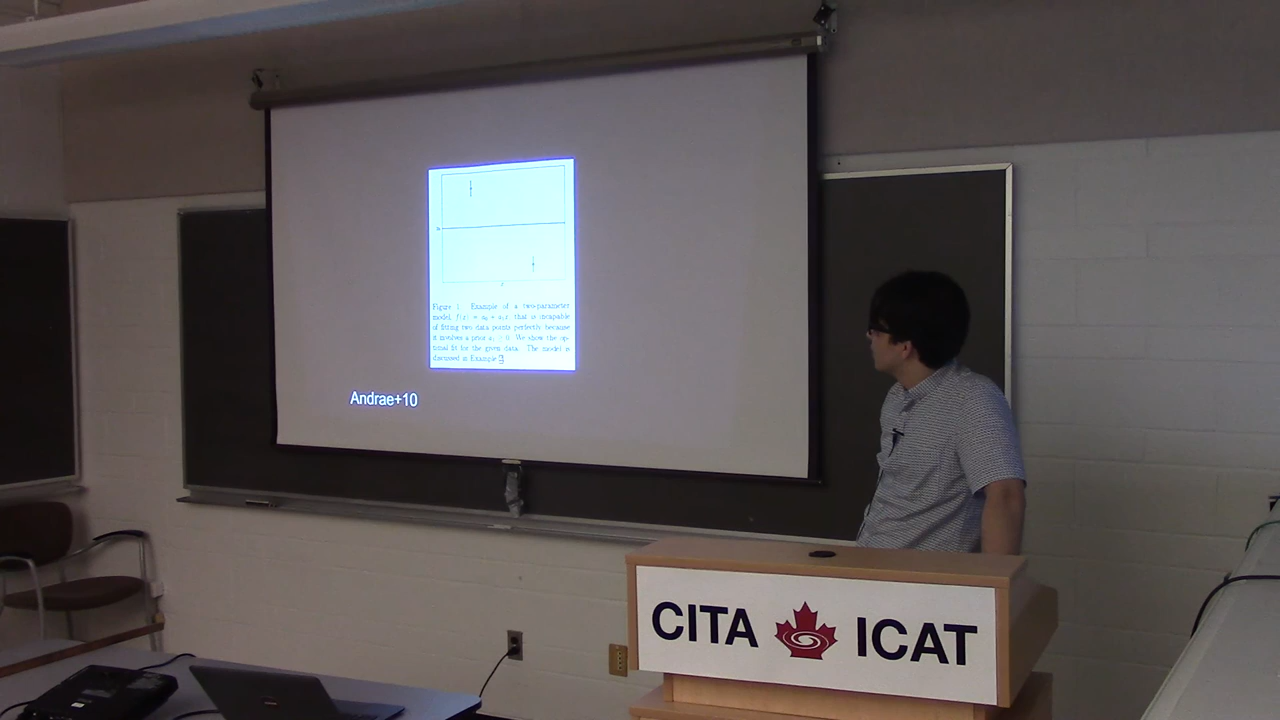 Figure 1. Example of a two-parameter
model, f(x) = a₀ + a₁x, that is incapable
of fitting two data points perfectly because
it involves a prior a₁ ≥ 0. We show the op-
timal fit for the given data. The model is
discussed in Example
Andrae+10
CITA ICAT